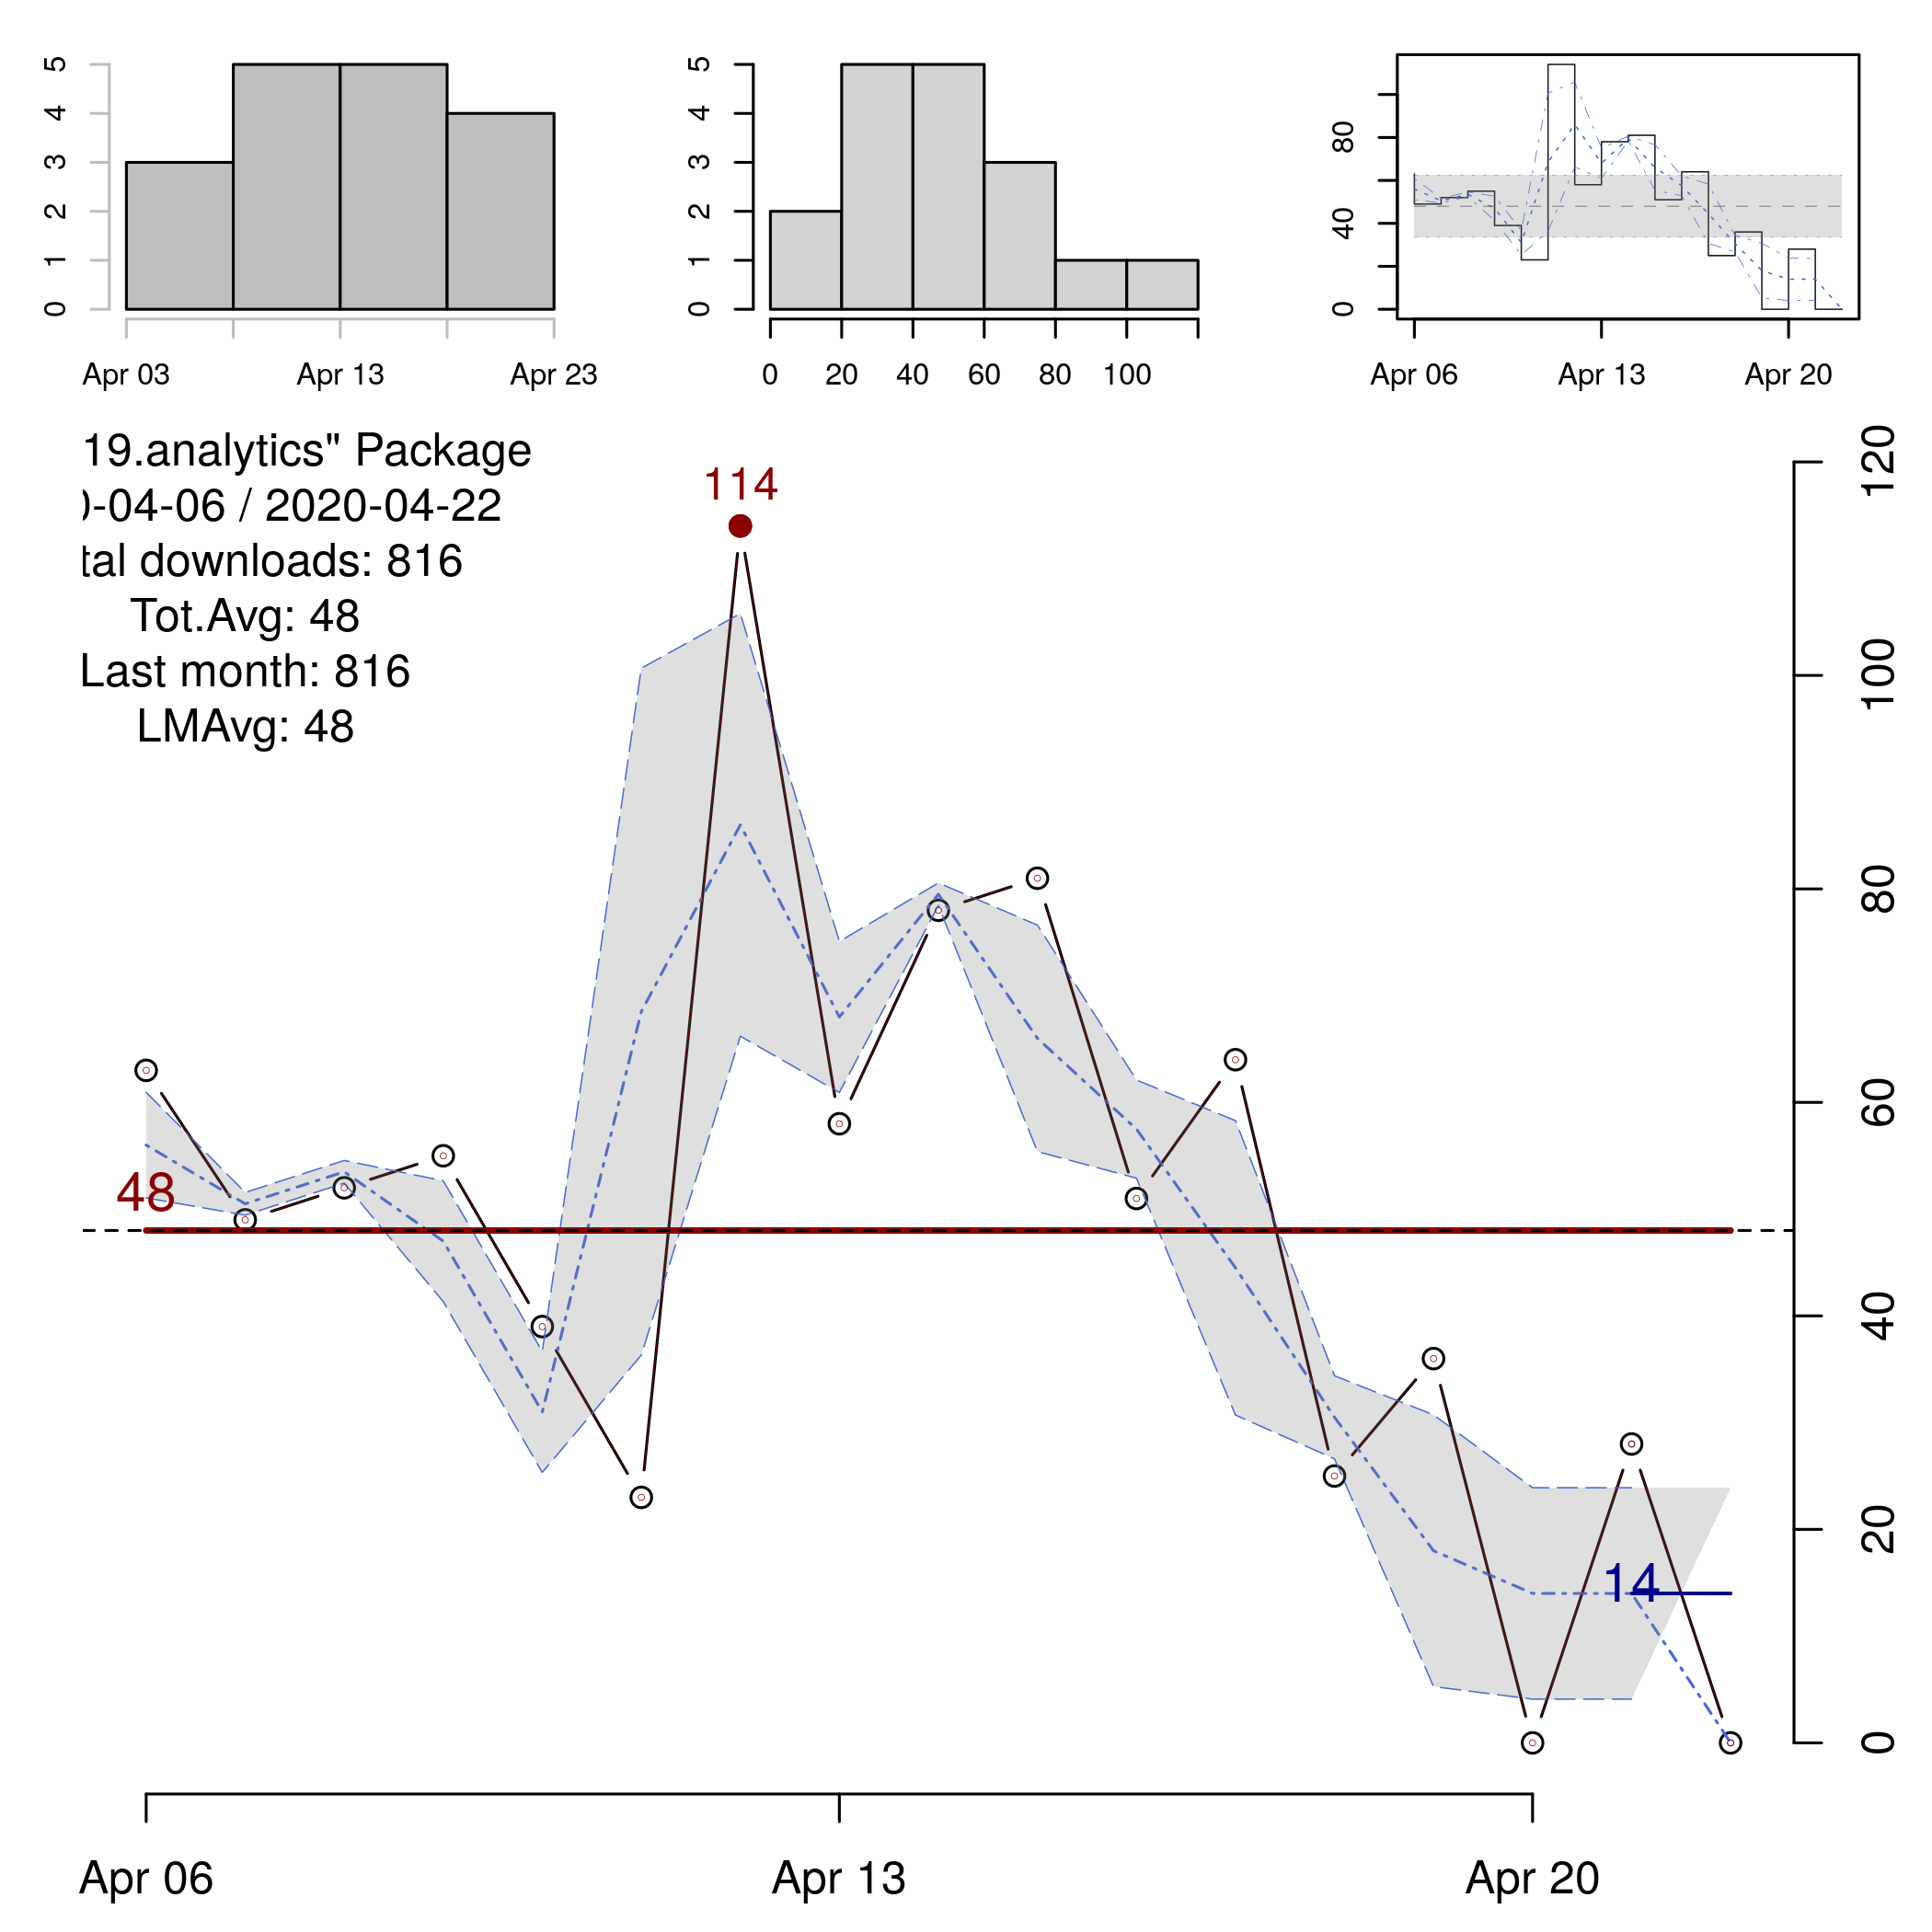 5
4
3
2
1
0
Apr 03 Apr 13 Apr 23
5
4
3
2
1
0
0 20 40 60 80 100
80
40
0
Apr 06 Apr 13 Apr 20
19.analytics" Package
-04-06 / 2020-04-22
tal downloads: 816
Tot.Avg: 48
Last month: 816
LMAvg: 48
114
48
14
120
100
80
60
40
20
0
Apr 06 Apr 13 Apr 20